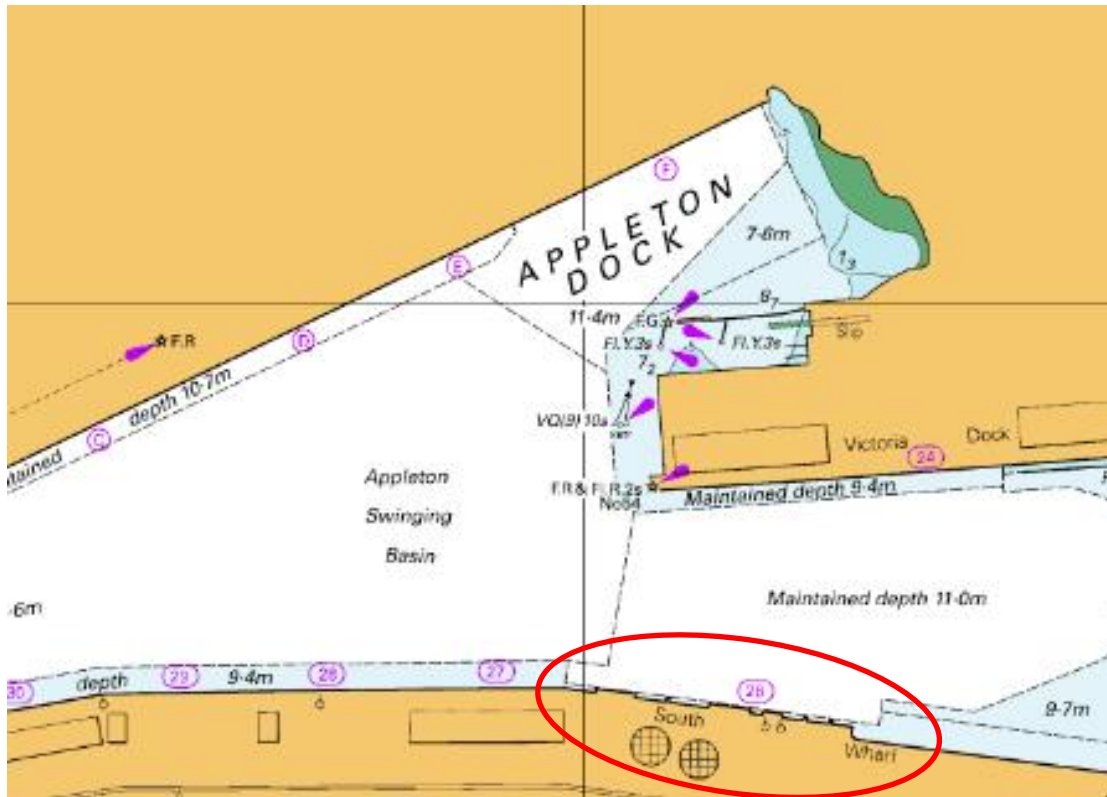 F
APPLETON
DOCK
7·6m
E
1₃
8₇
11·4m
F.G.
Slip
Fl.Y.3s
Fl.Y.3s
F.R
D
7₂
depth 10·7m
VQ(9) 10s
C
Victoria Dock
24
Appleton
Swinging
Basin
F.R & Fl.R.2s
No64
Maintained depth 9·4m
·6m
Maintained depth 11·0m
30
depth
29
9·4m
28
27
26
South
Wharf
9·7m